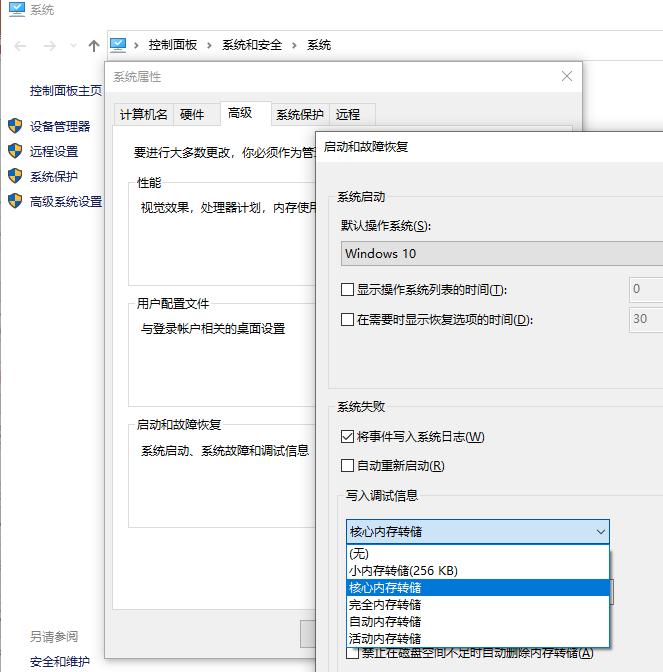 系统
控制面板 › 系统和安全 › 系统
控制面板主页
设备管理器
远程设置
系统保护
高级系统设置
另请参阅
安全和维护
系统属性
计算机名 硬件 高级 系统保护 远程
要进行大多数更改，你必须作为管
性能
视觉效果，处理器计划，内存使用
用户配置文件
与登录帐户相关的桌面设置
启动和故障恢复
系统启动、系统故障和调试信息
启动和故障恢复
系统启动
默认操作系统(S):
Windows 10
显示操作系统列表的时间(T): 0
在需要时显示恢复选项的时间(D): 30
系统失败
将事件写入系统日志(W)
自动重新启动(R)
写入调试信息
核心内存转储
(无)
小内存转储(256 KB)
核心内存转储
完全内存转储
自动内存转储
活动内存转储
禁止在磁盘空间不足时自动删除内存转储(A)